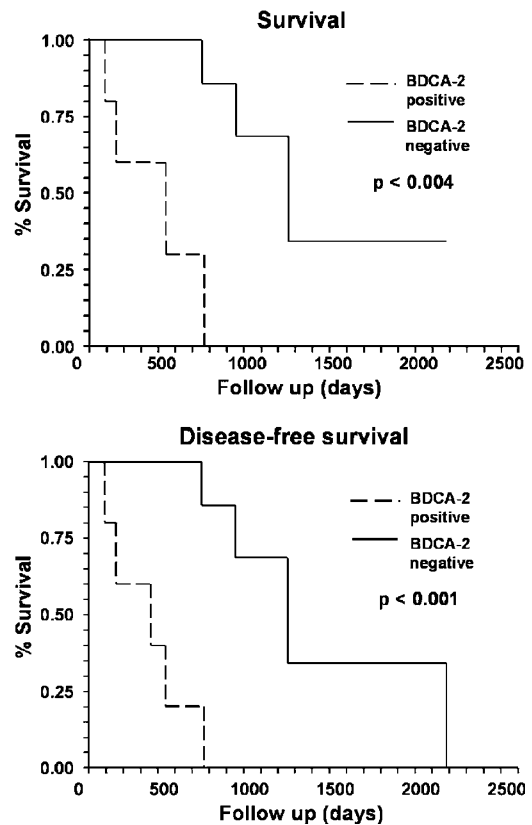 Survival
1.00
0.75
0.50
0.25
0.00
% Survival
BDCA-2
positive
BDCA-2
negative
p < 0.004
0
500
1000
1500
2000
2500
Follow up (days)
Disease-free survival
1.00
0.75
0.50
0.25
0.00
% Survival
BDCA-2
positive
BDCA-2
negative
p < 0.001
0
500
1000
1500
2000
2500
Follow up (days)